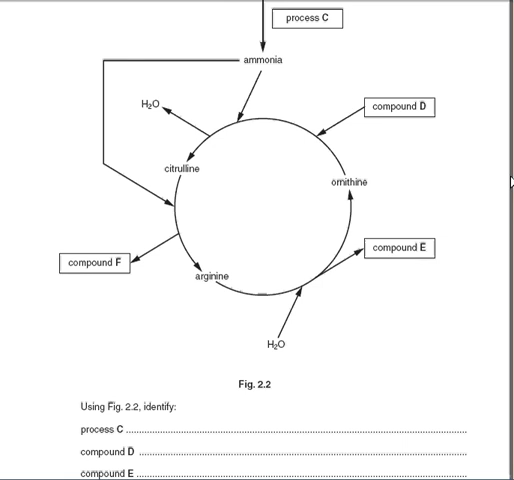 process C
ammonia
H₂O
compound D
citrulline
ornithine
compound E
compound F
arginine
H₂O
Fig. 2.2
Using Fig. 2.2, identify:
process C ......................................................................................................
compound D ......................................................................................................
compound E ......................................................................................................